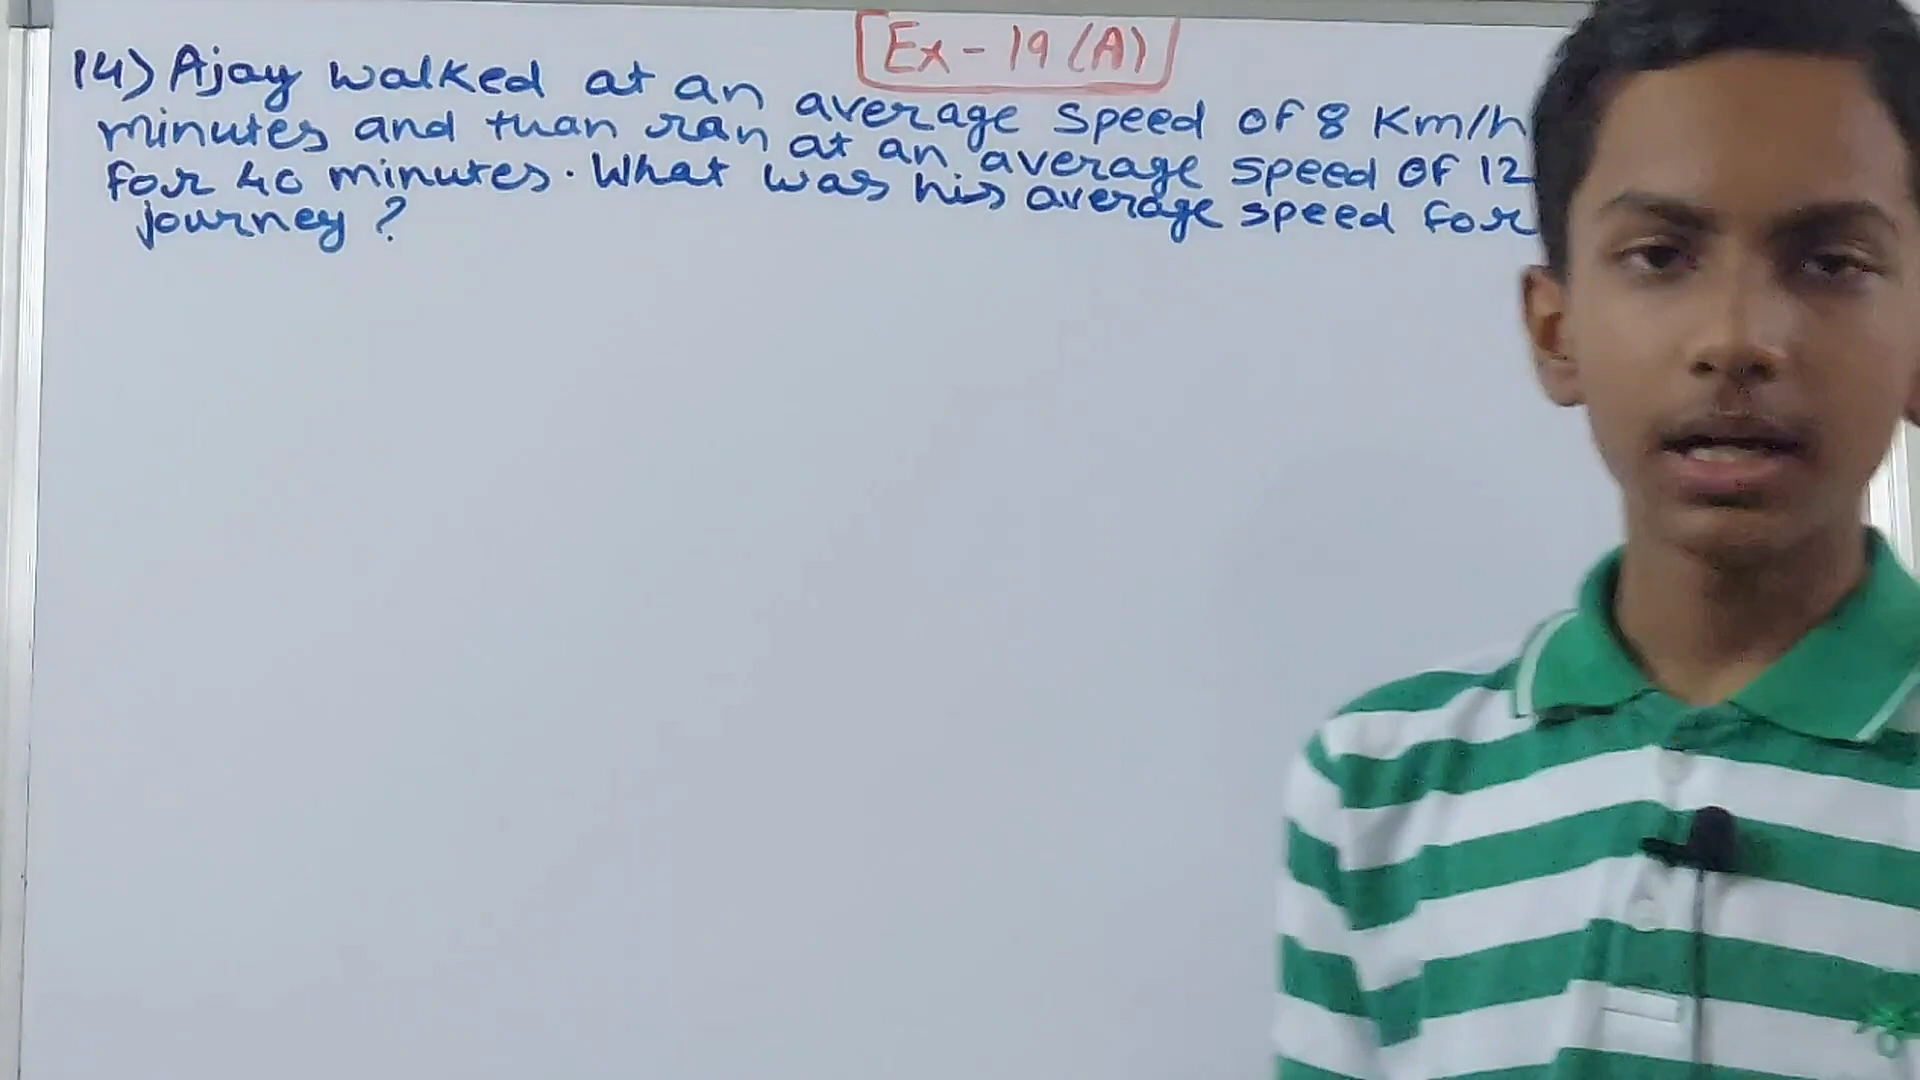 Ex - 19 (A)
14) Ajay walked at an average speed of 8 Km/h
minutes and than ran at an average speed of 12
for 40 minutes. What was his average speed for
journey ?